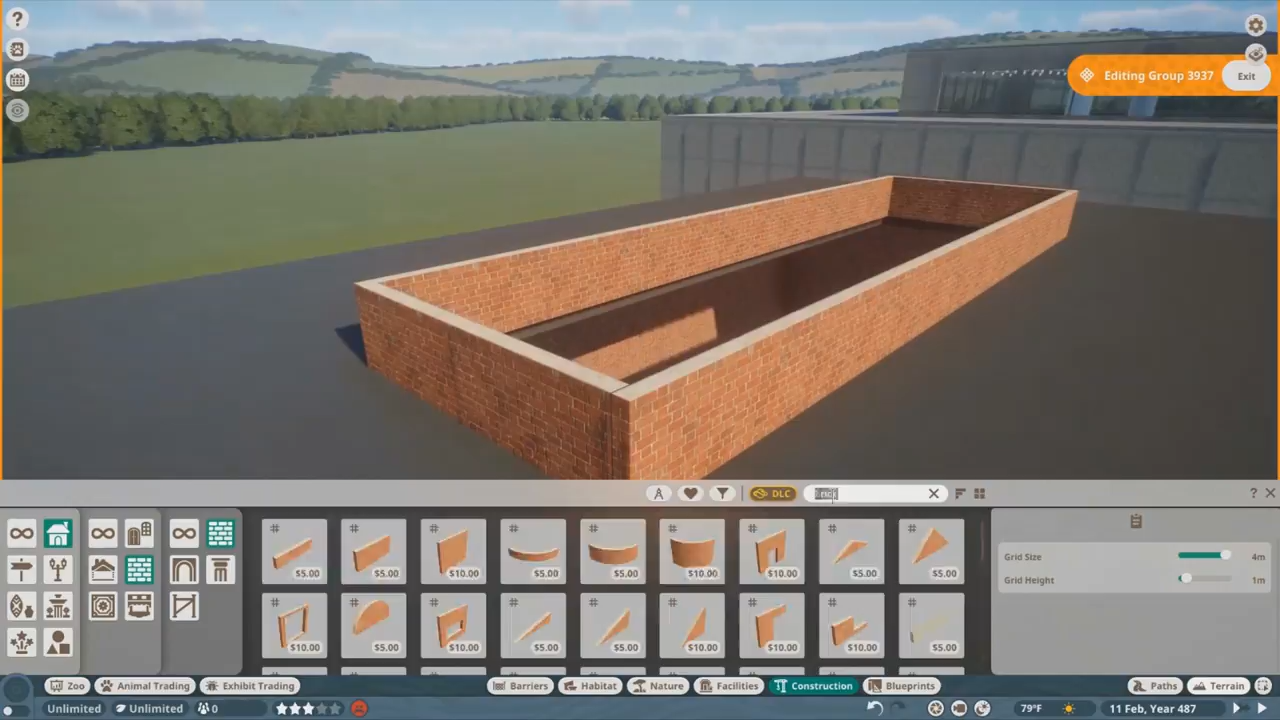 ?
Editing Group 3937
Exit
DLC
?
$5.00 $5.00 $10.00 $5.00 $5.00 $10.00 $10.00 $5.00 $5.00
$10.00 $5.00 $10.00 $5.00 $5.00 $10.00 $10.00 $10.00 $5.00
Grid Size 4m
Grid Height 1m
Zoo Animal Trading Exhibit Trading Barriers Habitat Nature Facilities Construction Blueprints Paths Terrain
Unlimited Unlimited 0 79°F 11 Feb, Year 487